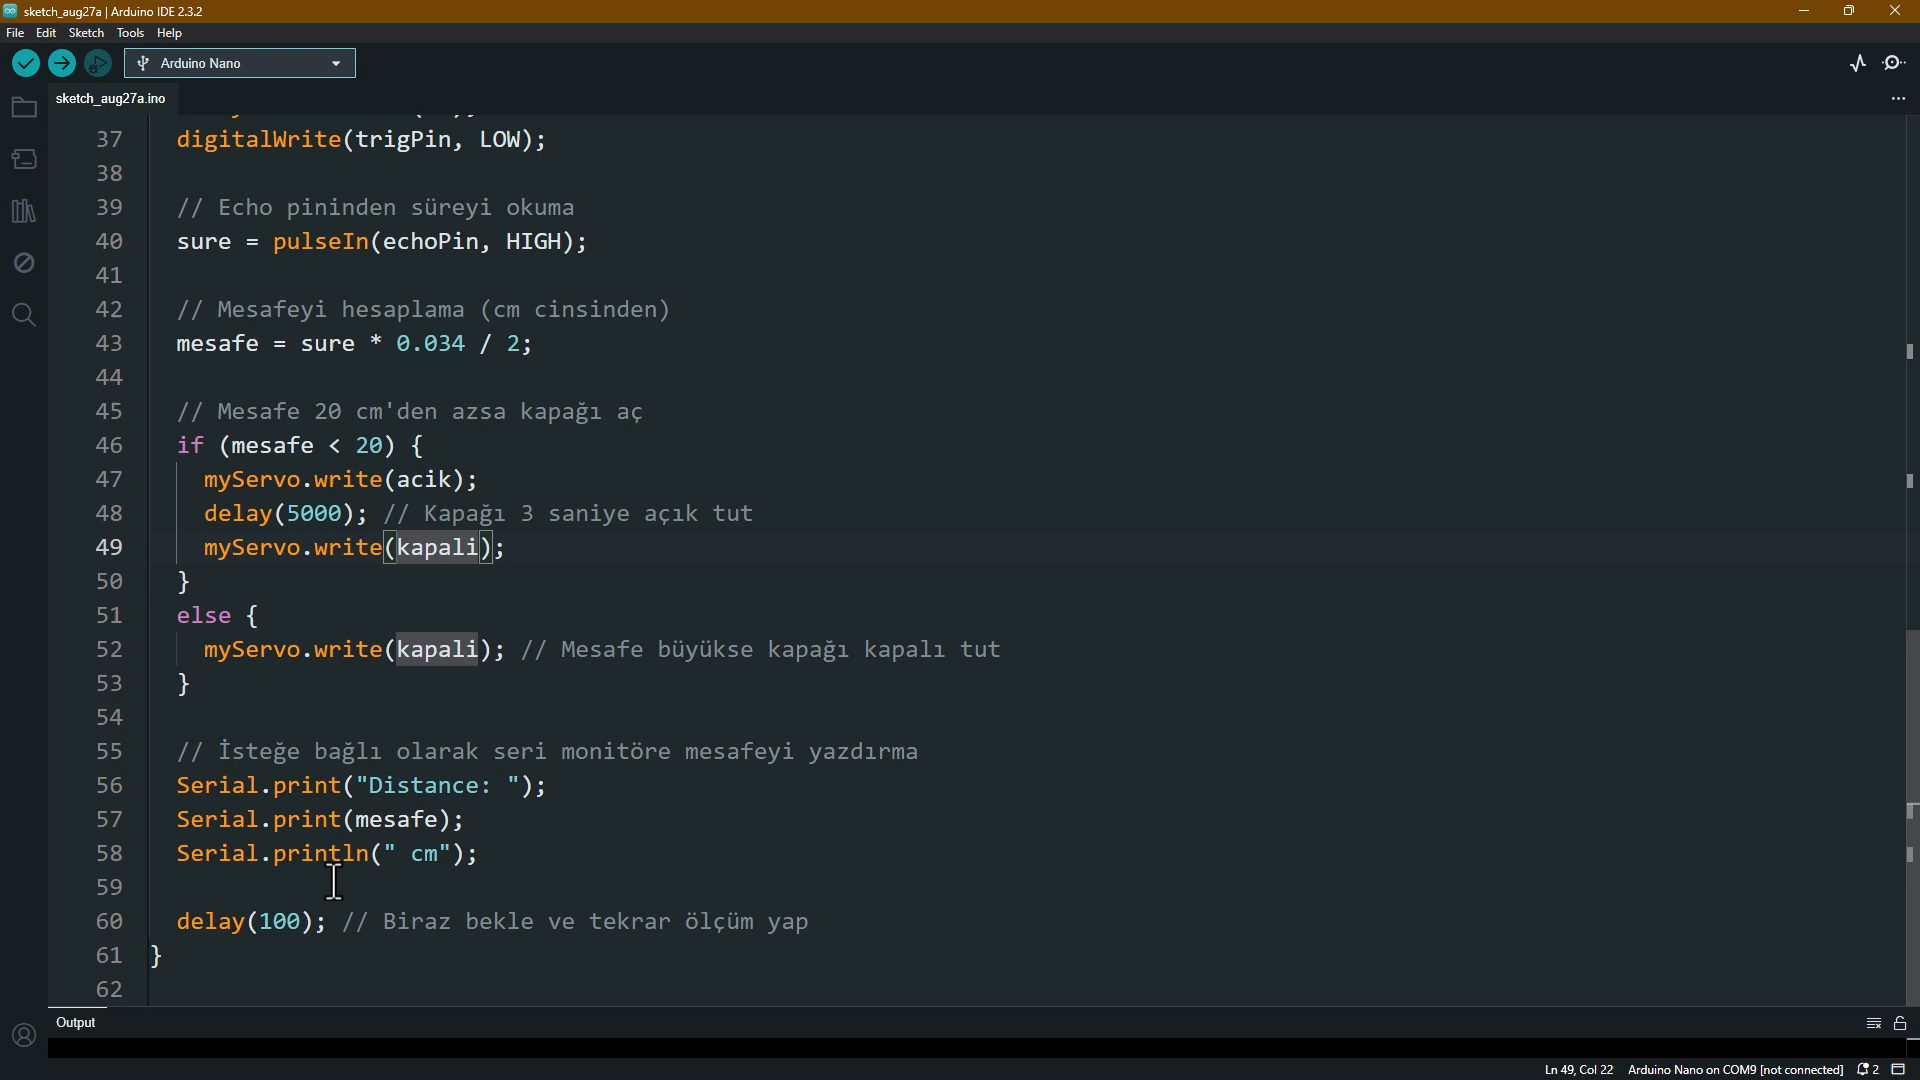 sketch_aug27a | Arduino IDE 2.3.2
File Edit Sketch Tools Help
Arduino Nano
sketch_aug27a.ino
37 digitalWrite(trigPin, LOW);
38
39 // Echo pininden süreyi okuma
40 sure = pulseIn(echoPin, HIGH);
41
42 // Mesafeyi hesaplama (cm cinsinden)
43 mesafe = sure * 0.034 / 2;
44
45 // Mesafe 20 cm'den azsa kapağı aç
46 if (mesafe < 20) {
47 myServo.write(acik);
48 delay(5000); // Kapağı 3 saniye açık tut
49 myServo.write(kapali);
50 }
51 else {
52 myServo.write(kapali); // Mesafe büyükse kapağı kapalı tut
53 }
54
55 // İsteğe bağlı olarak seri monitöre mesafeyi yazdırma
56 Serial.print("Distance: ");
57 Serial.print(mesafe);
58 Serial.println(" cm");
59
60 delay(100); // Biraz bekle ve tekrar ölçüm yap
61 }
62
Output
Ln 49, Col 22 Arduino Nano on COM9 [not connected] 2